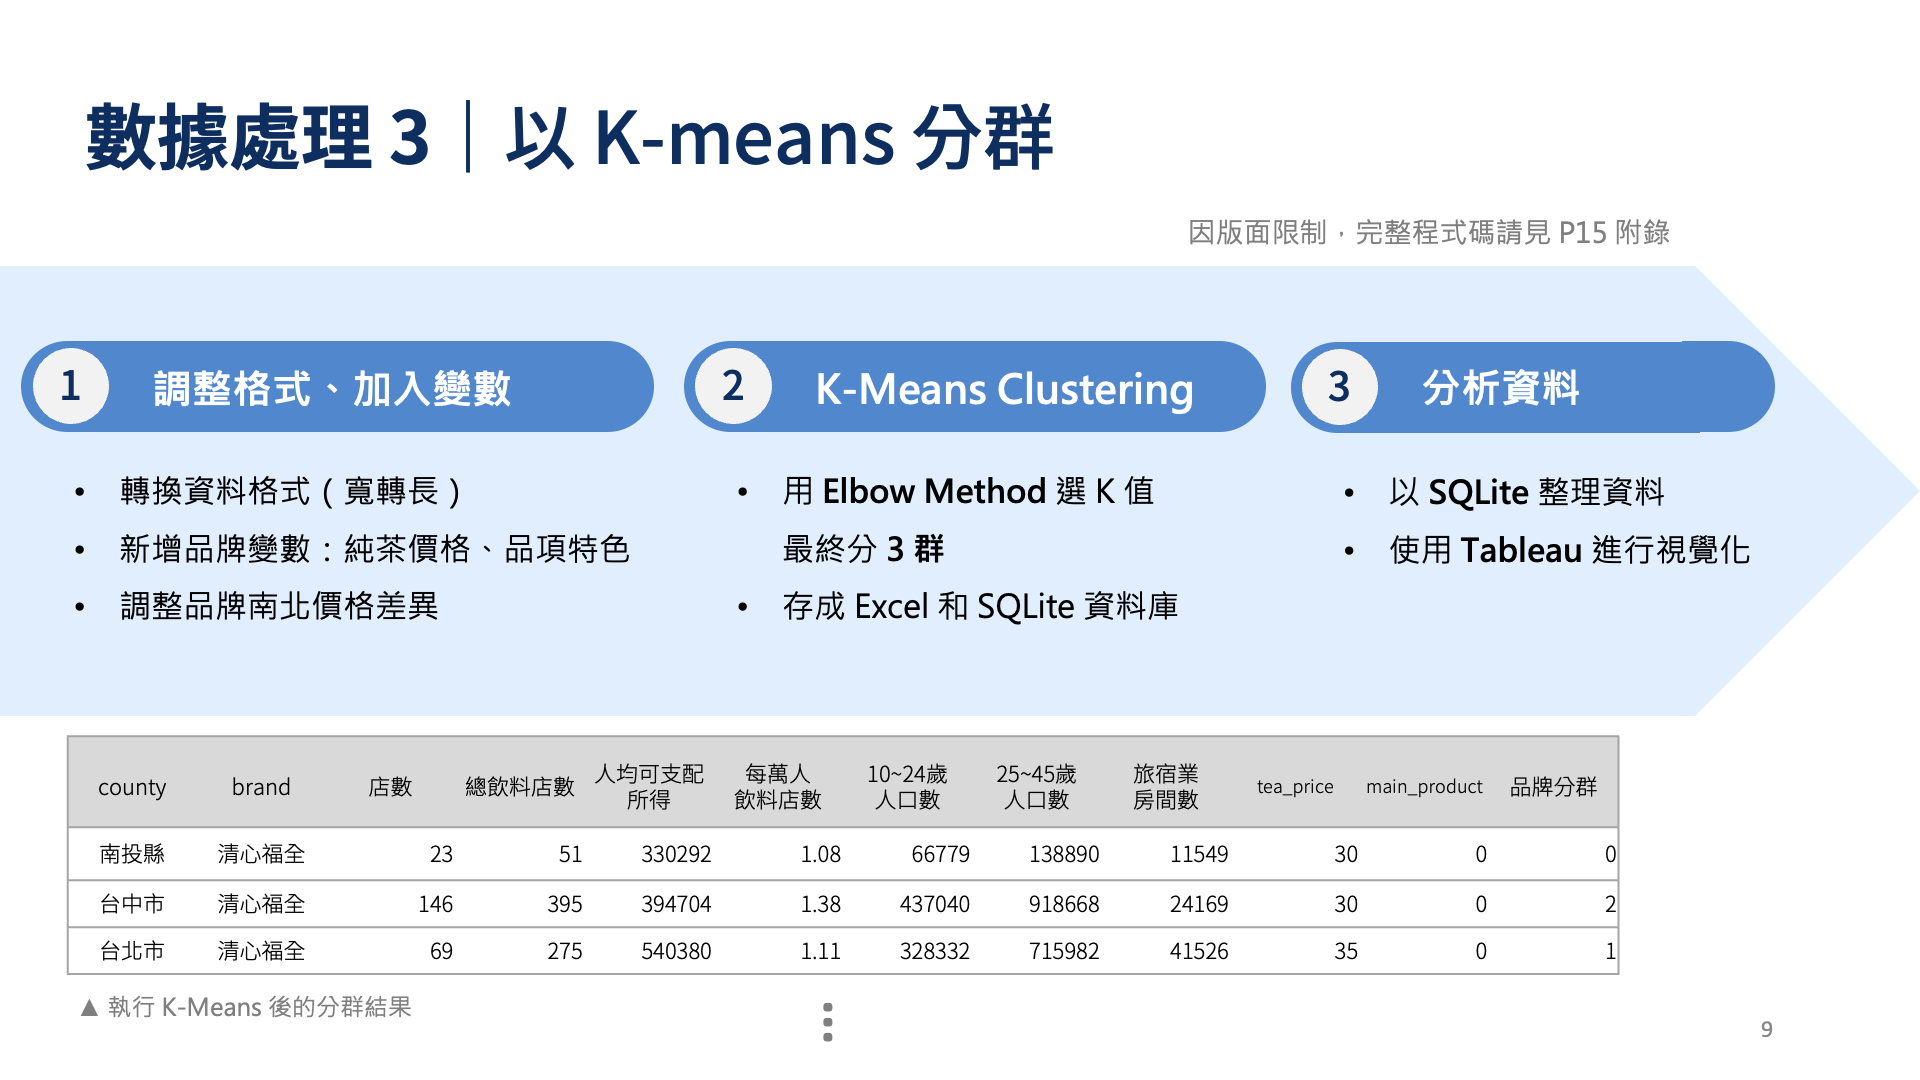 數據處理 3｜以 K-means 分群
因版面限制，完整程式碼請見 P15 附錄
1 調整格式、加入變數
• 轉換資料格式（寬轉長）
• 新增品牌變數：純茶價格、品項特色
• 調整品牌南北價格差異
2 K-Means Clustering
• 用 Elbow Method 選 K 值
最終分 3 群
• 存成 Excel 和 SQLite 資料庫
3 分析資料
• 以 SQLite 整理資料
• 使用 Tableau 進行視覺化
county brand 店數 總飲料店數 人均可支配所得 每萬人飲料店數 10~24歲人口數 25~45歲人口數 旅宿業房間數 tea_price main_product 品牌分群
南投縣 清心福全 23 51 330292 1.08 66779 138890 11549 30 0 0
台中市 清心福全 146 395 394704 1.38 437040 918668 24169 30 0 2
台北市 清心福全 69 275 540380 1.11 328332 715982 41526 35 0 1
▲ 執行 K-Means 後的分群結果
9